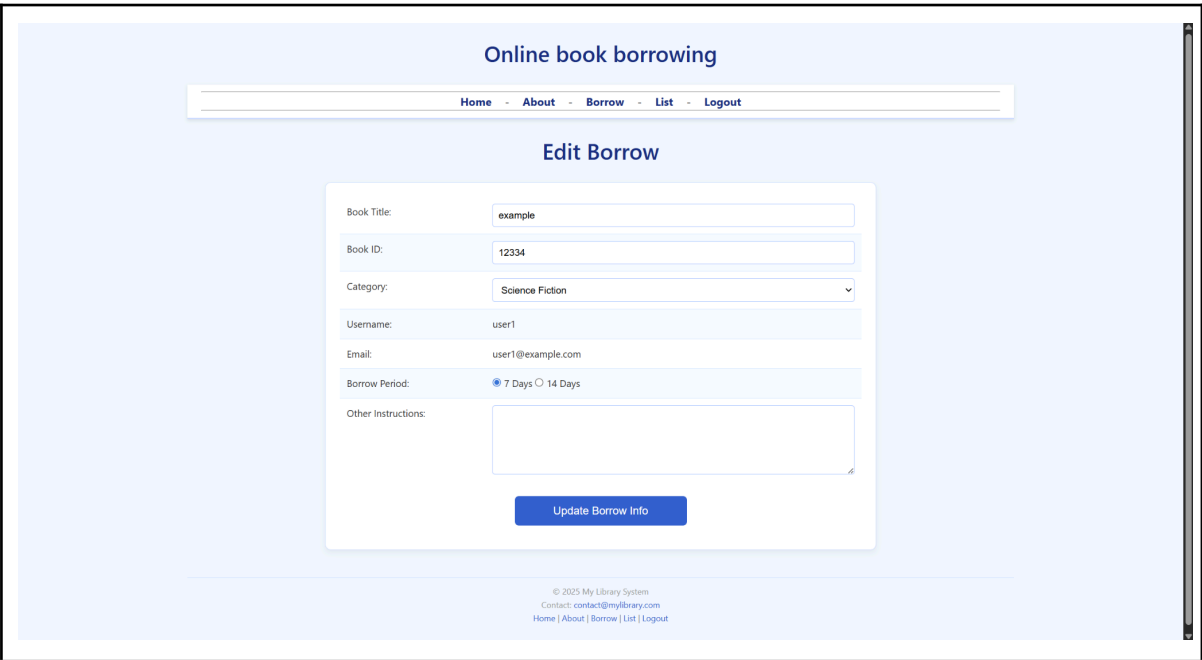 Online book borrowing
Home - About - Borrow - List - Logout
Edit Borrow
Book Title: example
Book ID: 12334
Category: Science Fiction
Username: user1
Email: user1@example.com
Borrow Period: 7 Days 14 Days
Other Instructions:
Update Borrow Info
© 2025 My Library System
Contact: contact@mylibrary.com
Home | About | Borrow | List | Logout